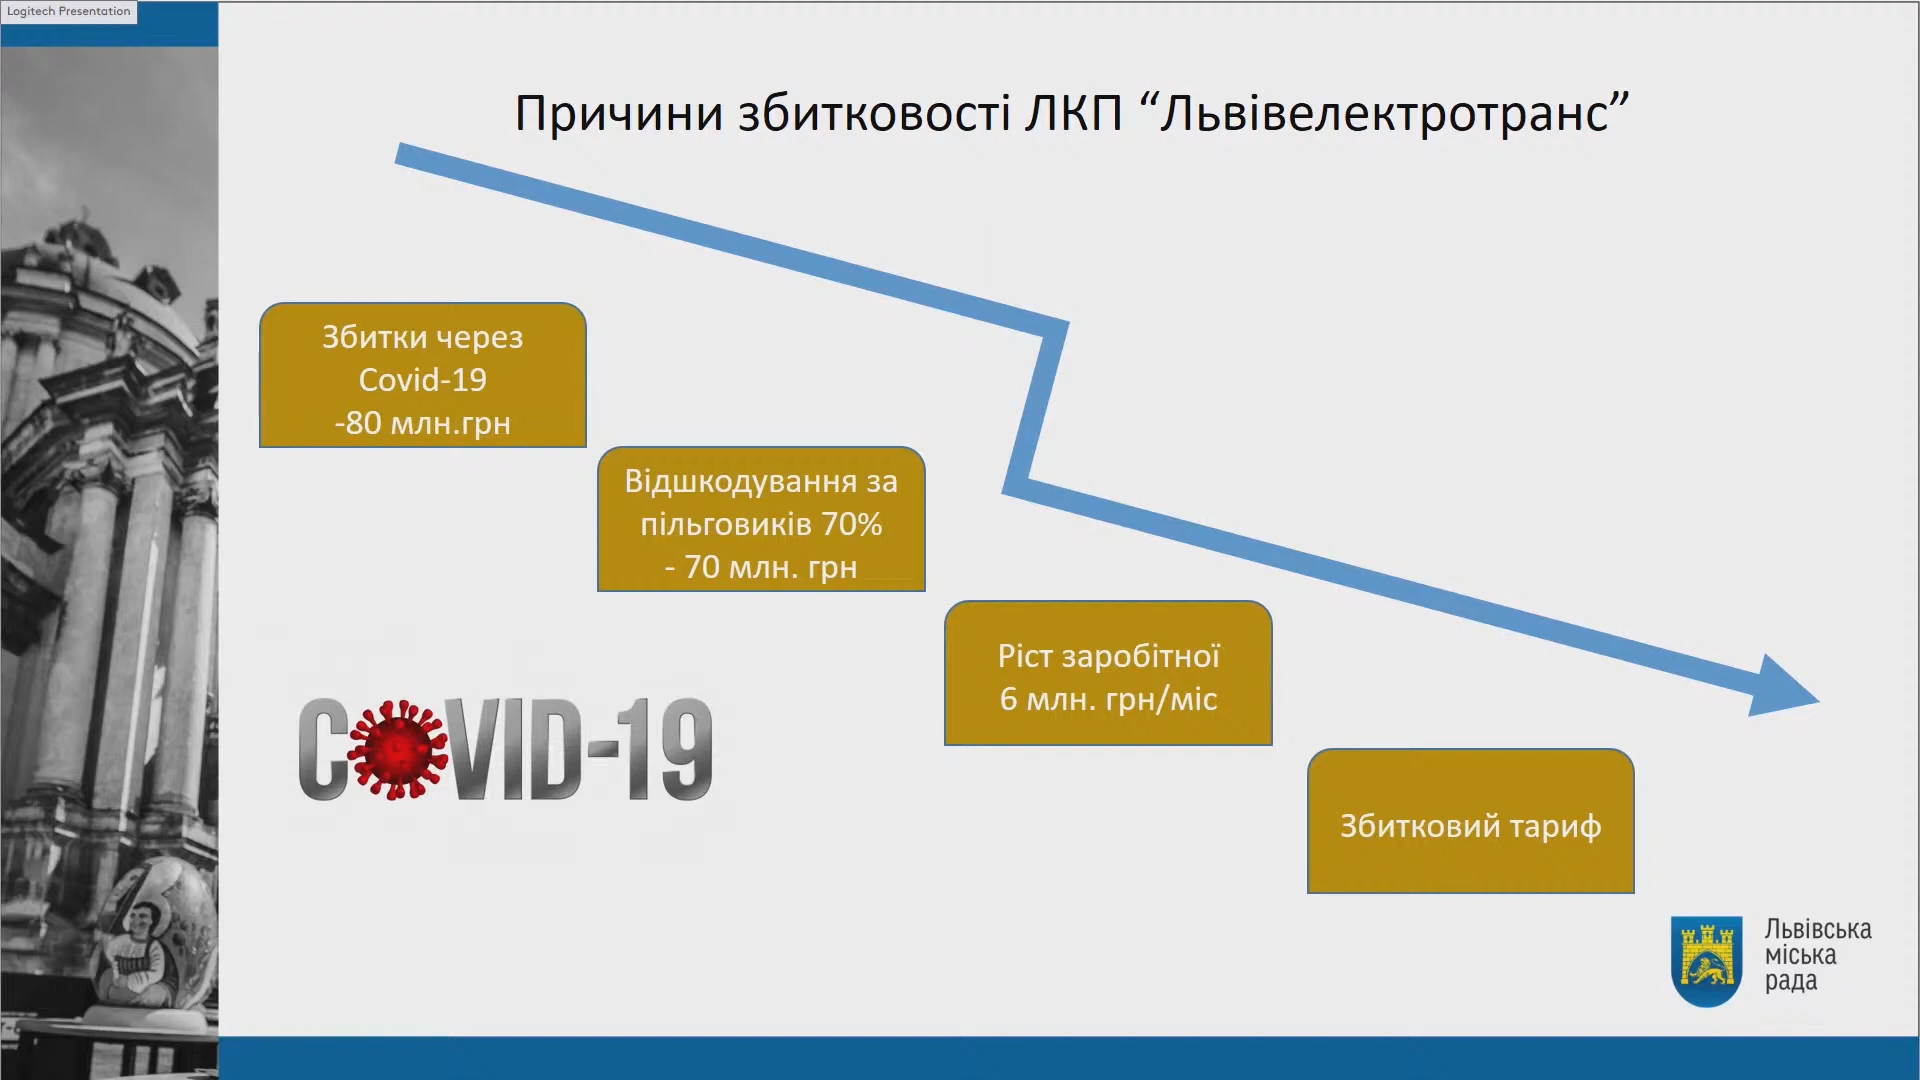 Logitech Presentation
Причини збитковості ЛКП “Львівелектротранс”
Збитки через
Covid-19
-80 млн.грн
Відшкодування за
пільговиків 70%
- 70 млн. грн
Ріст заробітної
6 млн. грн/міс
COVID-19
Збитковий тариф
Львівська
міська
рада